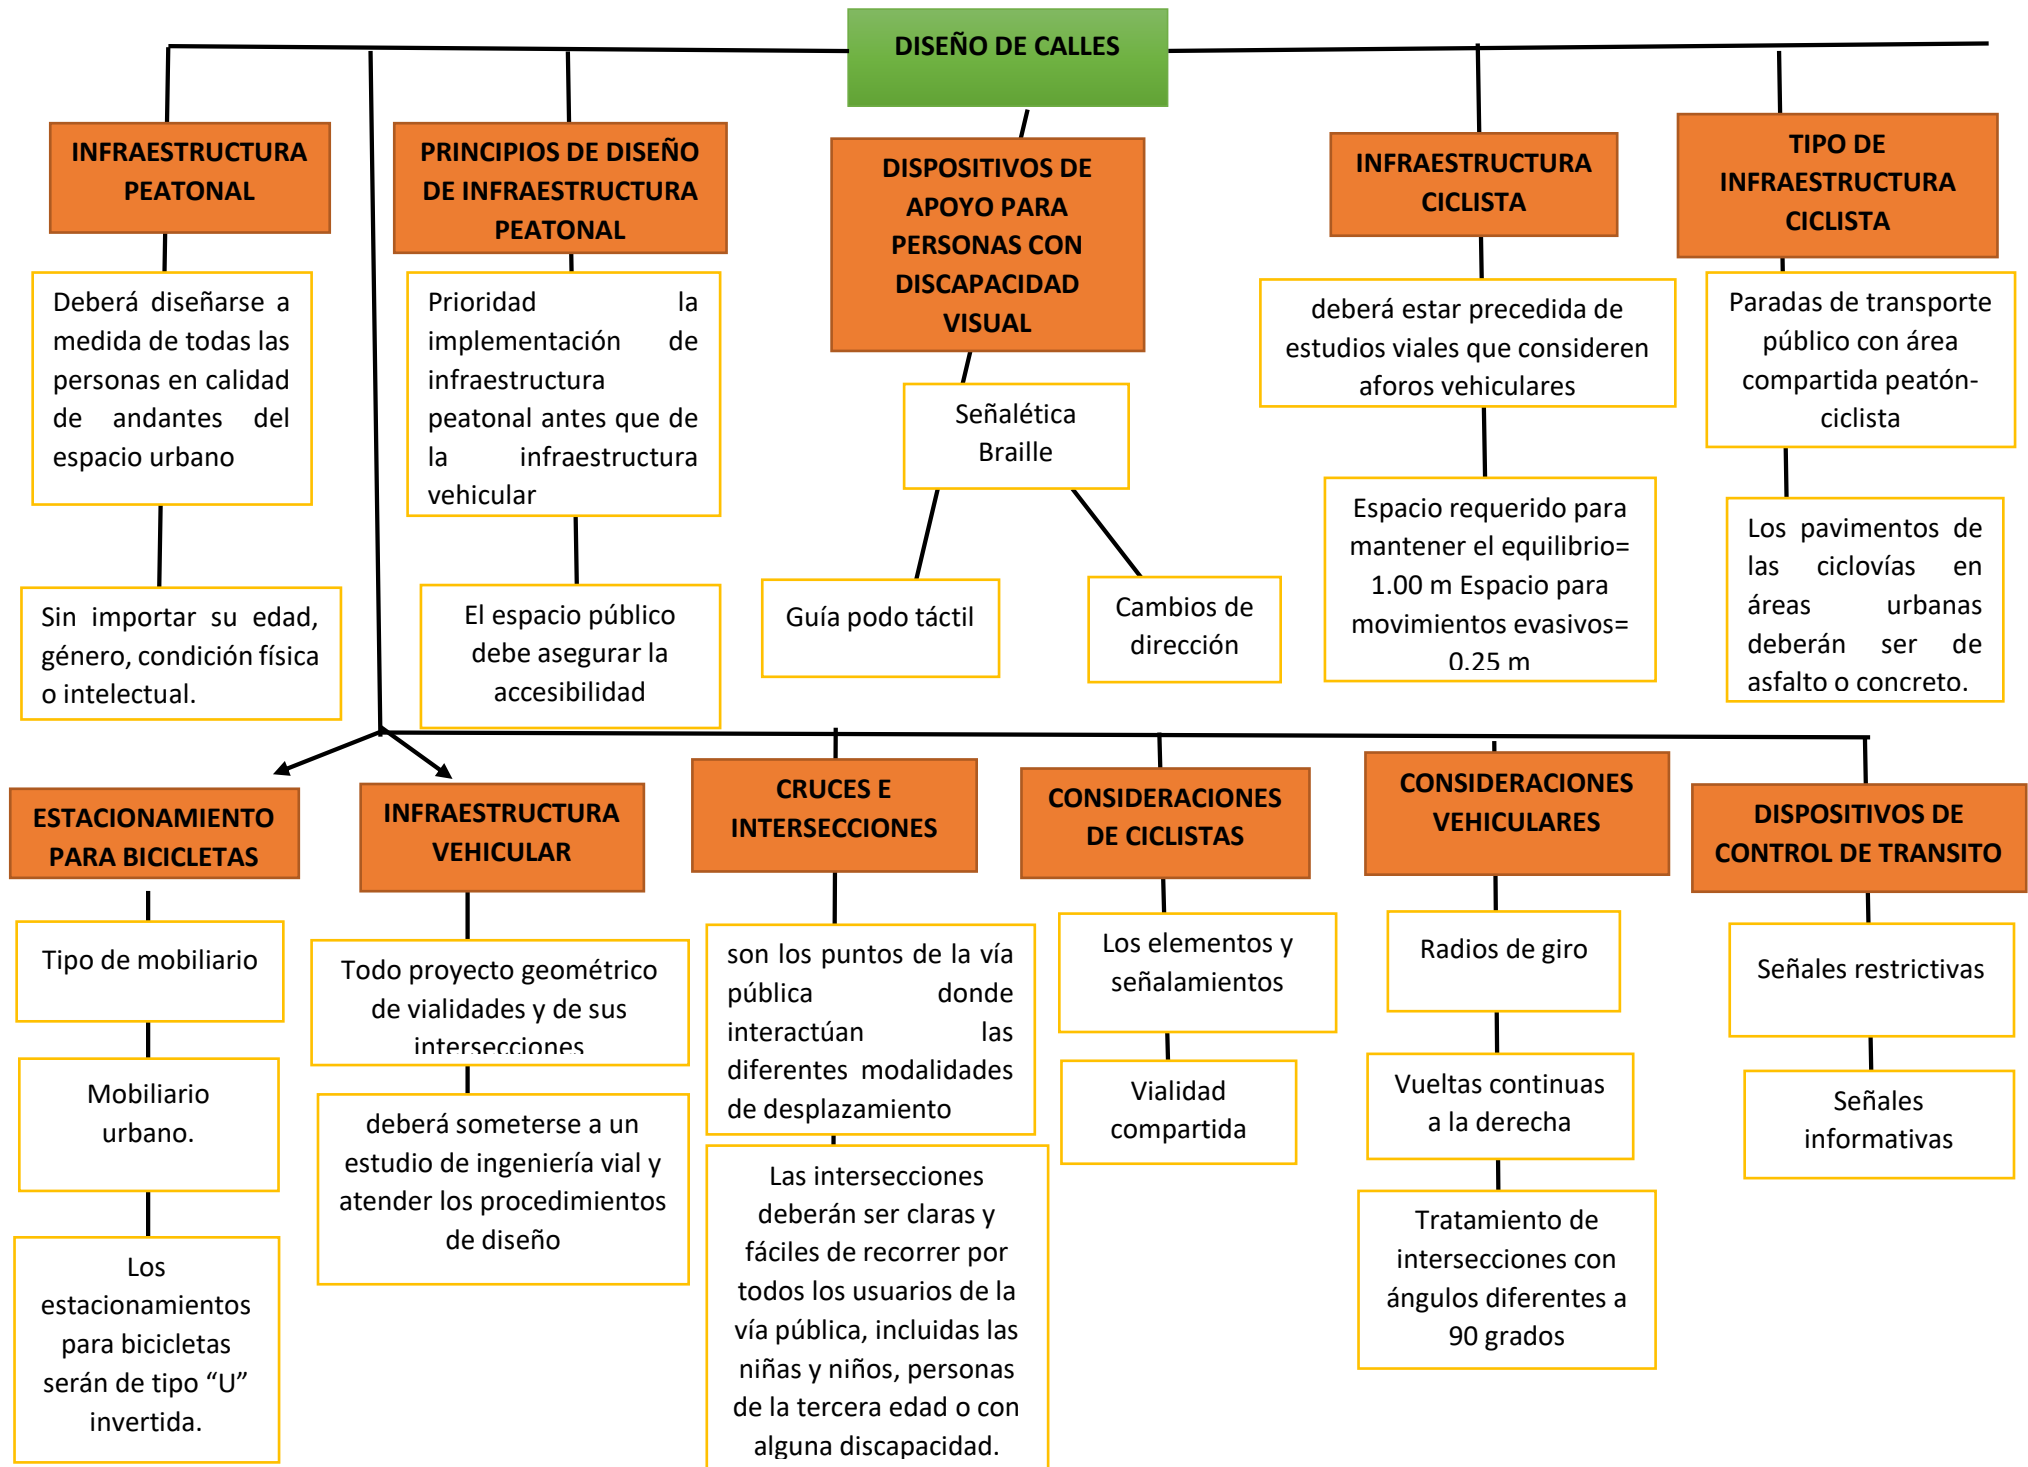 DISEÑO DE CALLES
INFRAESTRUCTURA
PEATONAL
Deberá diseñarse a
medida de todas las
personas en calidad
de andantes del
espacio urbano
Sin importar su edad,
género, condición física
o intelectual.
PRINCIPIOS DE DISEÑO
DE INFRAESTRUCTURA
PEATONAL
Prioridad la
implementación de
infraestructura
peatonal antes que de
la infraestructura
vehicular
El espacio público
debe asegurar la
accesibilidad
DISPOSITIVOS DE
APOYO PARA
PERSONAS CON
DISCAPACIDAD
VISUAL
Señalética
Braille
Guía podo táctil
Cambios de
dirección
INFRAESTRUCTURA
CICLISTA
deberá estar precedida de
estudios viales que consideren
aforos vehiculares
Espacio requerido para
mantener el equilibrio=
1.00 m Espacio para
movimientos evasivos=
0.25 m
TIPO DE
INFRAESTRUCTURA
CICLISTA
Paradas de transporte
público con área
compartida peatón-
ciclista
Los pavimentos de
las ciclovías en
áreas urbanas
deberán ser de
asfalto o concreto.
ESTACIONAMIENTO
PARA BICICLETAS
Tipo de mobiliario
Mobiliario
urbano.
Los
estacionamientos
para bicicletas
serán de tipo “U”
invertida.
INFRAESTRUCTURA
VEHICULAR
Todo proyecto geométrico
de vialidades y de sus
intersecciones
deberá someterse a un
estudio de ingeniería vial y
atender los procedimientos
de diseño
CRUCES E
INTERSECCIONES
son los puntos de la vía
pública donde
interactúan las
diferentes modalidades
de desplazamiento
Las intersecciones
deberán ser claras y
fáciles de recorrer por
todos los usuarios de la
vía pública, incluidas las
niñas y niños, personas
de la tercera edad o con
alguna discapacidad.
CONSIDERACIONES
DE CICLISTAS
Los elementos y
señalamientos
Vialidad
compartida
CONSIDERACIONES
VEHICULARES
Radios de giro
Vueltas continuas
a la derecha
Tratamiento de
intersecciones con
ángulos diferentes a
90 grados
DISPOSITIVOS DE
CONTROL DE TRANSITO
Señales restrictivas
Señales
informativas